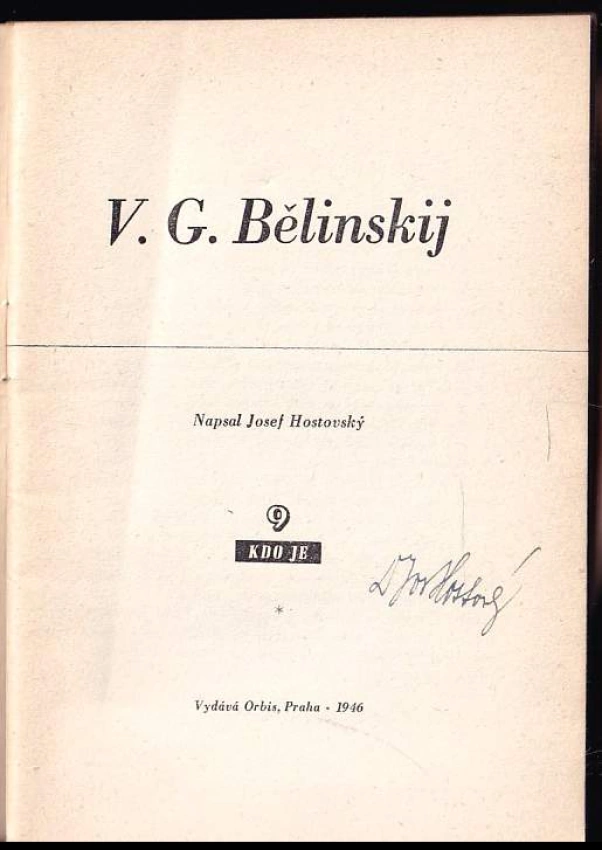 V. G. Bělinskij
Napsal Josef Hostovský
9
KDO JE
*
Vydává Orbis, Praha - 1946